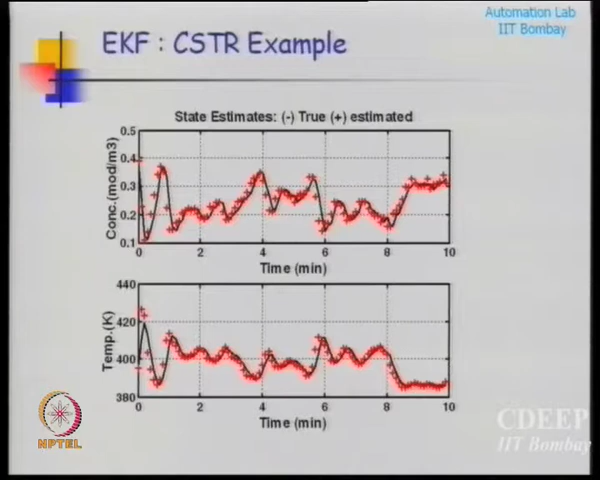 Automation Lab
IIT Bombay
EKF : CSTR Example
State Estimates: (-) True (+) estimated
0.5
0.4
0.3
0.2
0.1
Conc.(mod/m3)
0 2 4 6 8 10
Time (min)
440
420
400
380
Temp.(K)
0 2 4 6 8 10
Time (min)
NPTEL
CDEEP
IIT Bombay